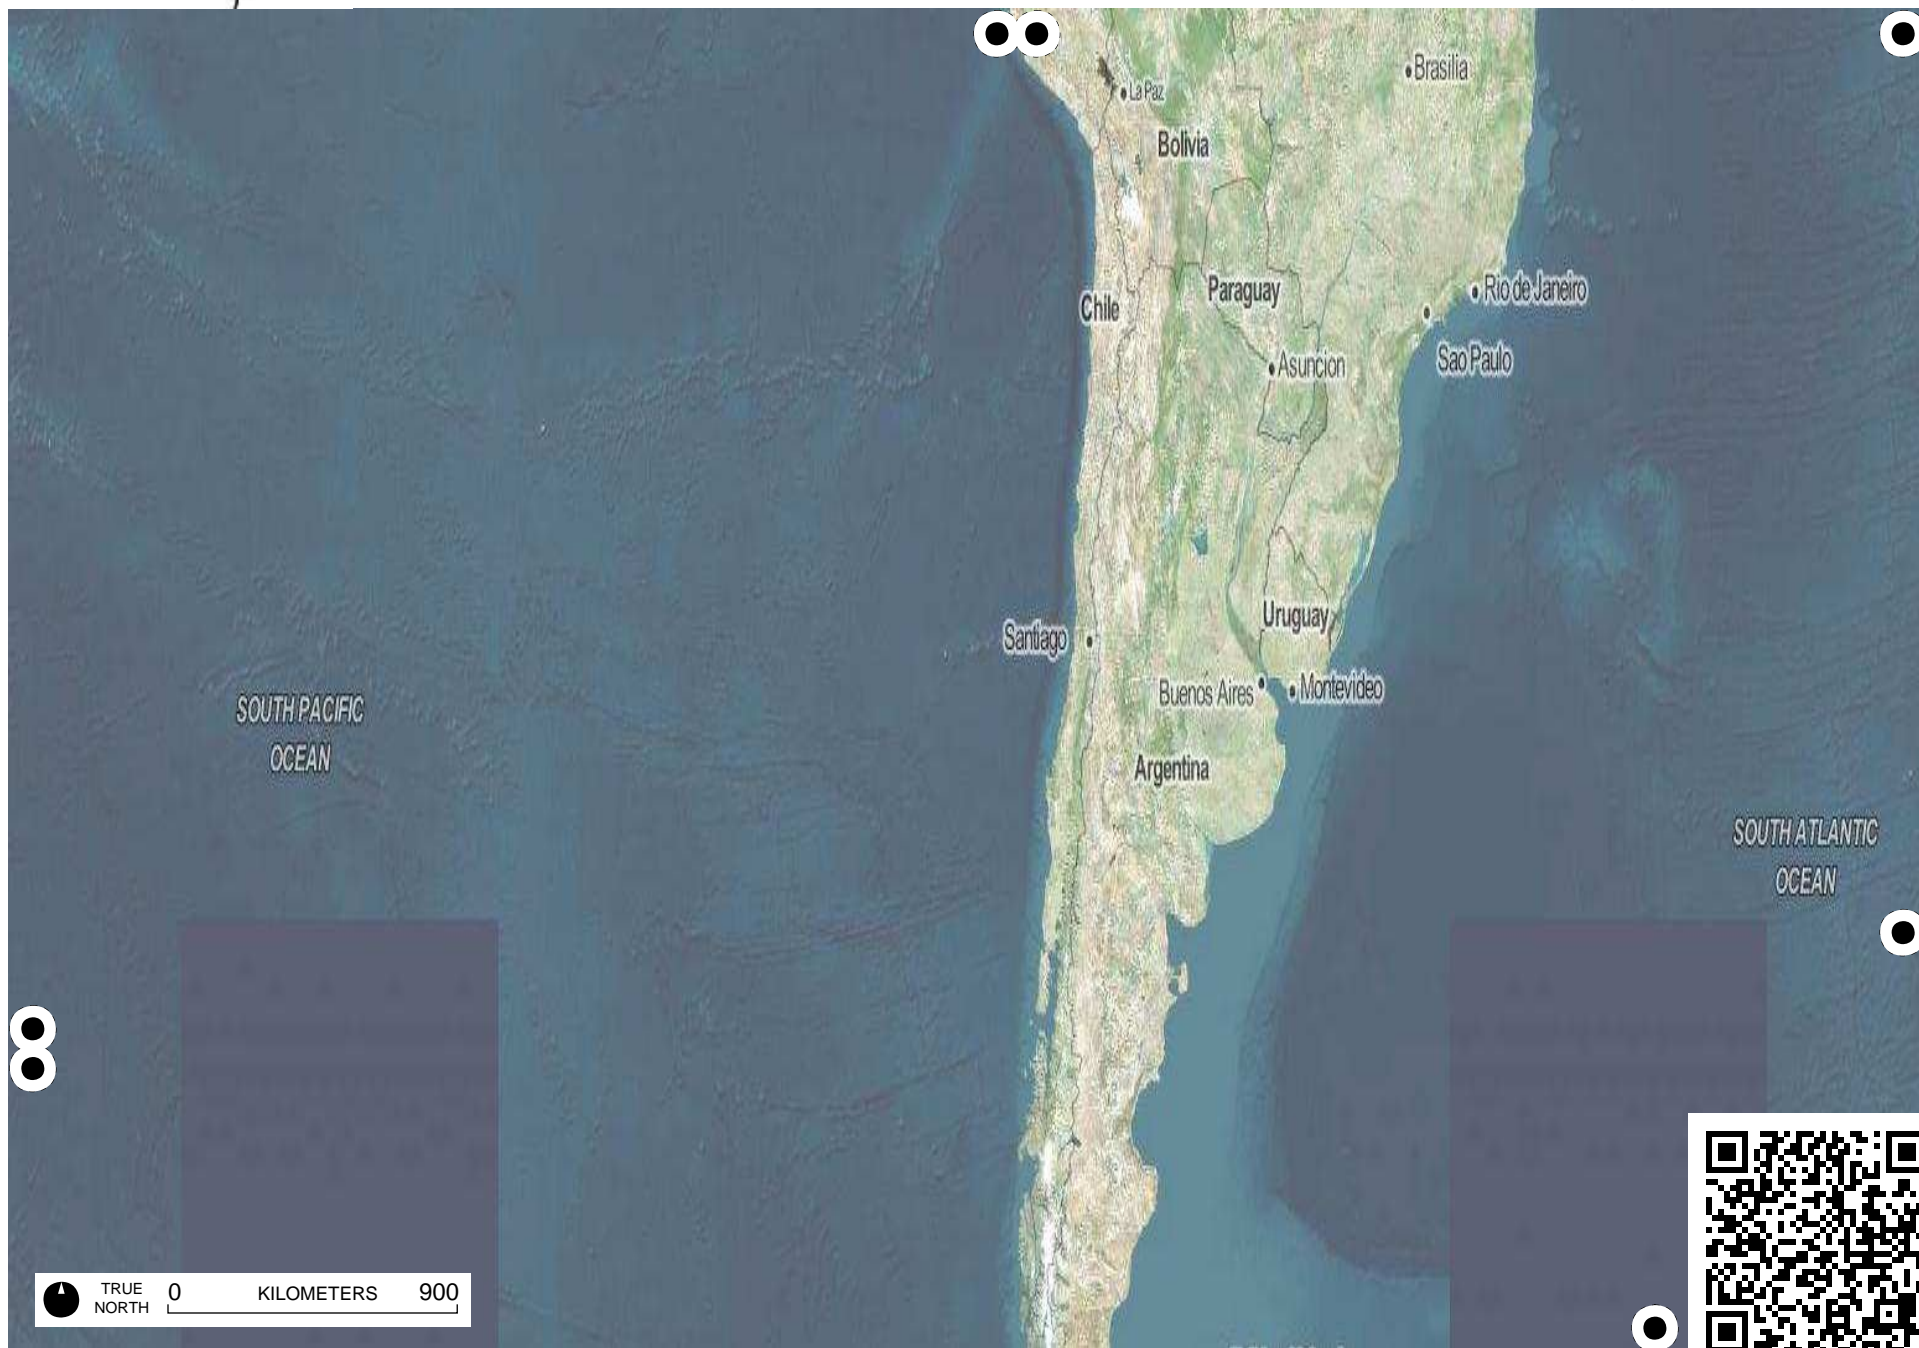 Brasilia
La Paz
Bolivia
Rio de Janeiro
Paraguay
Chile
Sao Paulo
Asuncion
Uruguay
Santiago
Buenos Aires
Montevideo
SOUTH PACIFIC
OCEAN
Argentina
SOUTH ATLANTIC
OCEAN
TRUE
NORTH
0 KILOMETERS 900